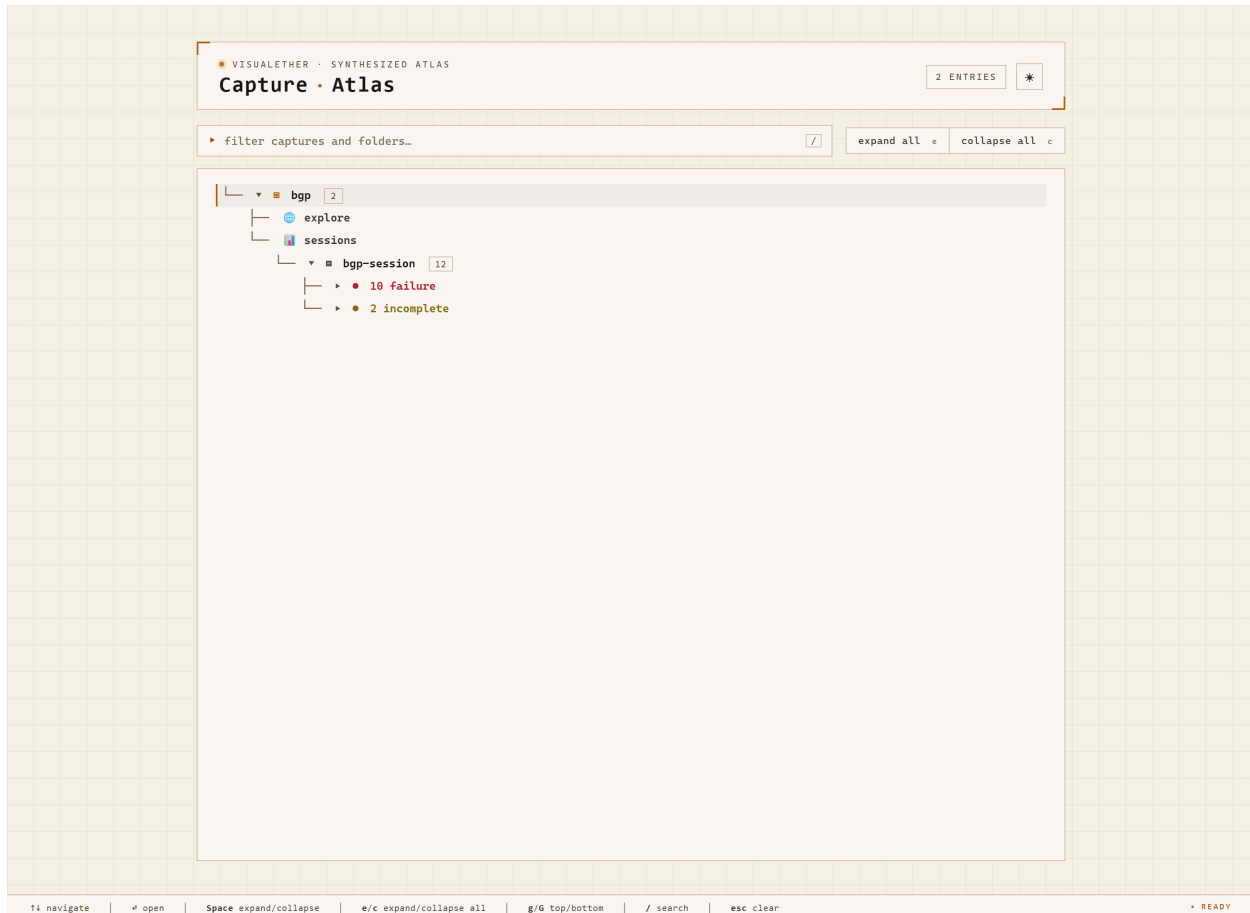 VISUALETHER · SYNTHESIZED ATLAS
Capture · Atlas
2 ENTRIES
filter captures and folders…
/
expand all e
collapse all c
bgp 2
explore
sessions
bgp-session 12
10 failure
2 incomplete
↑↓ navigate
⏎ open
Space expand/collapse
e/c expand/collapse all
g/G top/bottom
/ search
esc clear
• READY